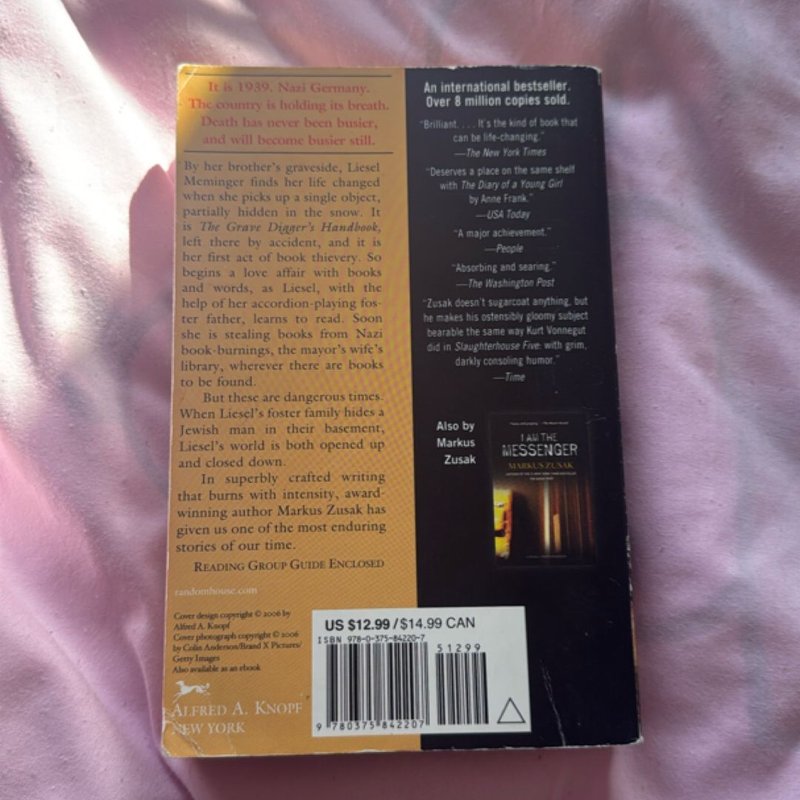 It is 1939. Nazi Germany.
The country is holding its breath.
Death has never been busier,
and will become busier still.
By her brother's graveside, Liesel
Meminger finds her life changed
when she picks up a single object,
partially hidden in the snow. It
is The Grave Digger's Handbook,
left there by accident, and it is
her first act of book thievery. So
begins a love affair with books
and words, as Liesel, with the
help of her accordion-playing fos-
ter father, learns to read. Soon
she is stealing books from Nazi
book-burnings, the mayor's wife's
library, wherever there are books
to be found.
But these are dangerous times.
When Liesel's foster family hides a
Jewish man in their basement,
Liesel's world is both opened up
and closed down.
In superbly crafted writing
that burns with intensity, award-
winning author Markus Zusak has
given us one of the most enduring
stories of our time.
READING GROUP GUIDE ENCLOSED
randomhouse.com
Cover design copyright © 2006 by
Alfred A. Knopf
Cover photograph copyright © 2006
by Colin Anderson/Brand X Pictures/
Getty Images
Also available as an ebook
ALFRED A. KNOPF
NEW YORK
An international bestseller.
Over 8 million copies sold.
"Brilliant. . . . It's the kind of book that
can be life-changing."
—The New York Times
"Deserves a place on the same shelf
with The Diary of a Young Girl
by Anne Frank."
—USA Today
"A major achievement."
—People
"Absorbing and searing."
—The Washington Post
"Zusak doesn't sugarcoat anything, but
he makes his ostensibly gloomy subject
bearable the same way Kurt Vonnegut
did in Slaughterhouse Five: with grim,
darkly consoling humor."
—Time
Also by
Markus
Zusak
I AM THE
MESSENGER
MARKUS ZUSAK
US $12.99 / $14.99 CAN
ISBN 978-0-375-84220-7
51299
9 780375 842207